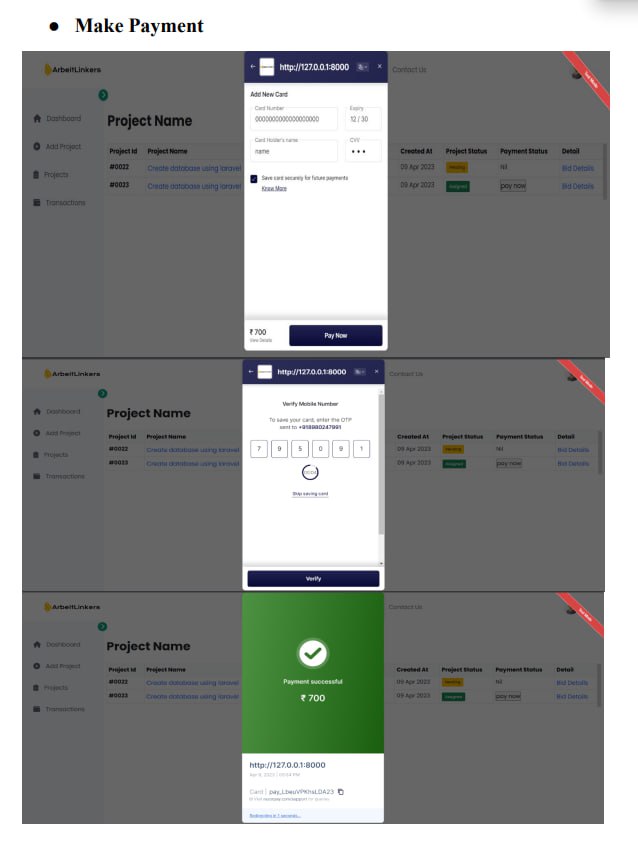 ● Make Payment
ArbeitLinkers
http://127.0.0.1:8000
Contact Us
Test Mode
Add New Card
Card Number
Expiry
0000000000000000000
12 / 30
Card Holder's name
CVV
name
•••
Save card securely for future payments
Know More
₹ 700
View Details
Pay Now
Dashboard
Add Project
Projects
Transactions
Project Name
Project Id Project Name Created At Project Status Payment Status Detail
#0022 Create database using laravel 09 Apr 2023 Pending Nil Bid Details
#0023 Create database using laravel 09 Apr 2023 Assigned pay now Bid Details
ArbeitLinkers
http://127.0.0.1:8000
Contact Us
Test Mode
Verify Mobile Number
To save your card, enter the OTP
sent to +918980247991
7 9 5 0 9 1
Skip saving card
Verify
Dashboard
Add Project
Projects
Transactions
Project Name
Project Id Project Name Created At Project Status Payment Status Detail
#0022 Create database using laravel 09 Apr 2023 Pending Nil Bid Details
#0023 Create database using laravel 09 Apr 2023 Assigned pay now Bid Details
ArbeitLinkers
Contact Us
Test Mode
Dashboard
Add Project
Projects
Transactions
Project Name
Project Id Project Name Created At Project Status Payment Status Detail
#0022 Create database using laravel 09 Apr 2023 Pending Nil Bid Details
#0023 Create database using laravel 09 Apr 2023 Assigned pay now Bid Details
Payment successful
₹ 700
http://127.0.0.1:8000
Card |
Redirecting in 1 seconds...